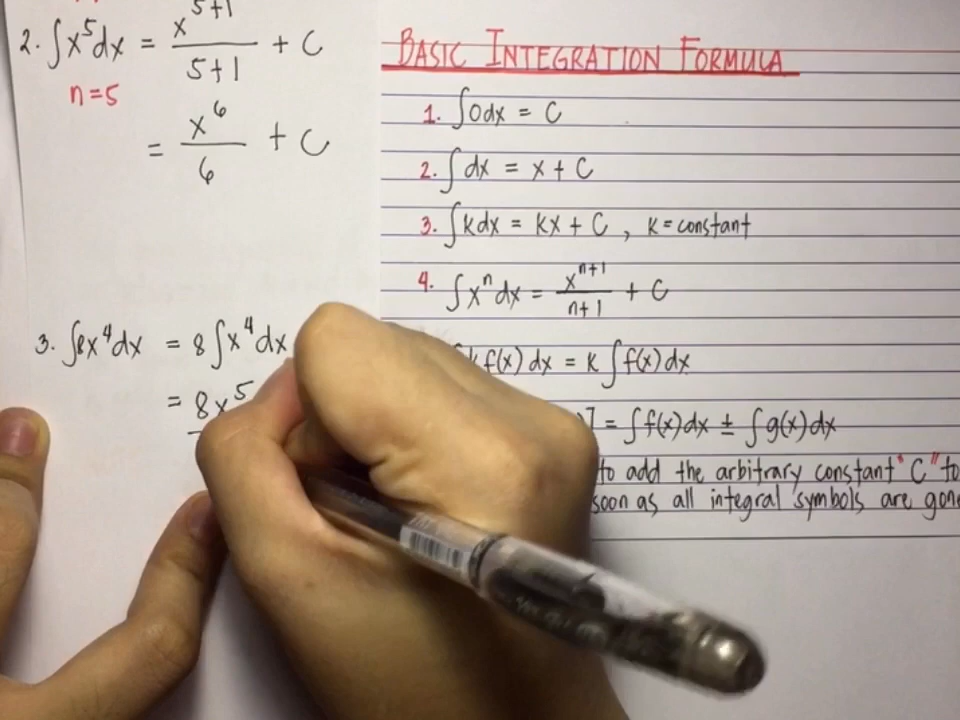 2. ∫x⁵dx = x⁵⁺¹/5+1 + C
n=5
= x⁶/6 + C
3. ∫8x⁴dx = 8∫x⁴dx
= 8x⁵
BASIC INTEGRATION FORMULA
1. ∫0dx = C
2. ∫dx = x + C
3. ∫kdx = kx + C , k = constant
4. ∫xⁿdx = xⁿ⁺¹/n+1 + C
∫k f(x) dx = k ∫f(x)dx
] = ∫f(x)dx ± ∫g(x)dx
to add the arbitrary constant "C" to
soon as all integral symbols are